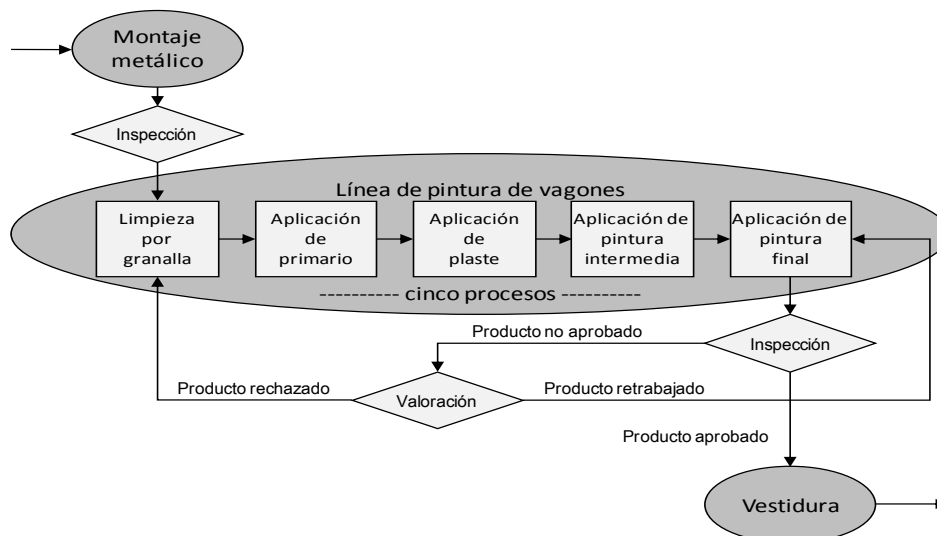 Montaje
metálico
Inspección
Línea de pintura de vagones
Limpieza
por
granalla
Aplicación
de
primario
Aplicación
de
plaste
Aplicación de
pintura
intermedia
Aplicación de
pintura
final
---------- cinco procesos ----------
Producto no aprobado
Inspección
Producto rechazado
Valoración
Producto retrabajado
Producto aprobado
Vestidura